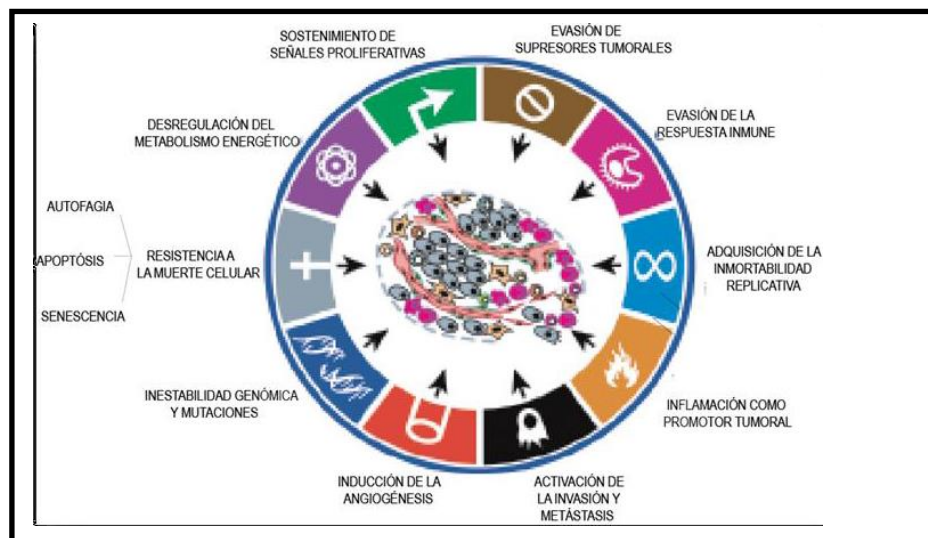 SOSTENIMIENTO DE
SEÑALES PROLIFERATIVAS
EVASIÓN DE
SUPRESORES TUMORALES
DESREGULACIÓN DEL
METABOLISMO ENERGÉTICO
EVASIÓN DE LA
RESPUESTA INMUNE
AUTOFAGIA
APOPTÓSIS
SENESCENCIA
RESISTENCIA A
LA MUERTE CELULAR
ADQUISICIÓN DE LA
INMORTABILIDAD
REPLICATIVA
INESTABILIDAD GENÓMICA
Y MUTACIONES
INFLAMACIÓN COMO
PROMOTOR TUMORAL
INDUCCIÓN DE LA
ANGIOGÉNESIS
ACTIVACIÓN DE
LA INVASIÓN Y
METÁSTASIS